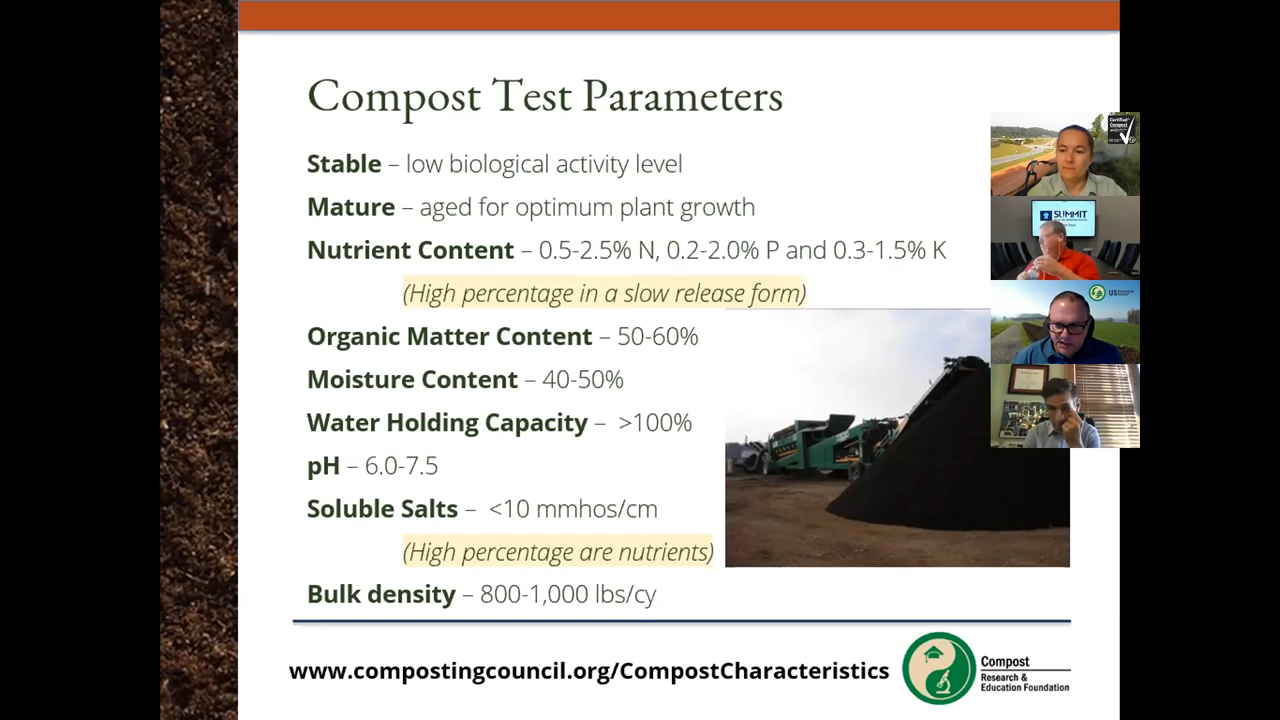 Compost Test Parameters
Stable – low biological activity level
Mature – aged for optimum plant growth
Nutrient Content – 0.5-2.5% N, 0.2-2.0% P and 0.3-1.5% K
(High percentage in a slow release form)
Organic Matter Content – 50-60%
Moisture Content – 40-50%
Water Holding Capacity – >100%
pH – 6.0-7.5
Soluble Salts – <10 mmhos/cm
(High percentage are nutrients)
Bulk density – 800-1,000 lbs/cy
www.compostingcouncil.org/CompostCharacteristics
Compost
Research &
Education Foundation
Certified
Compost
SUMMIT
US